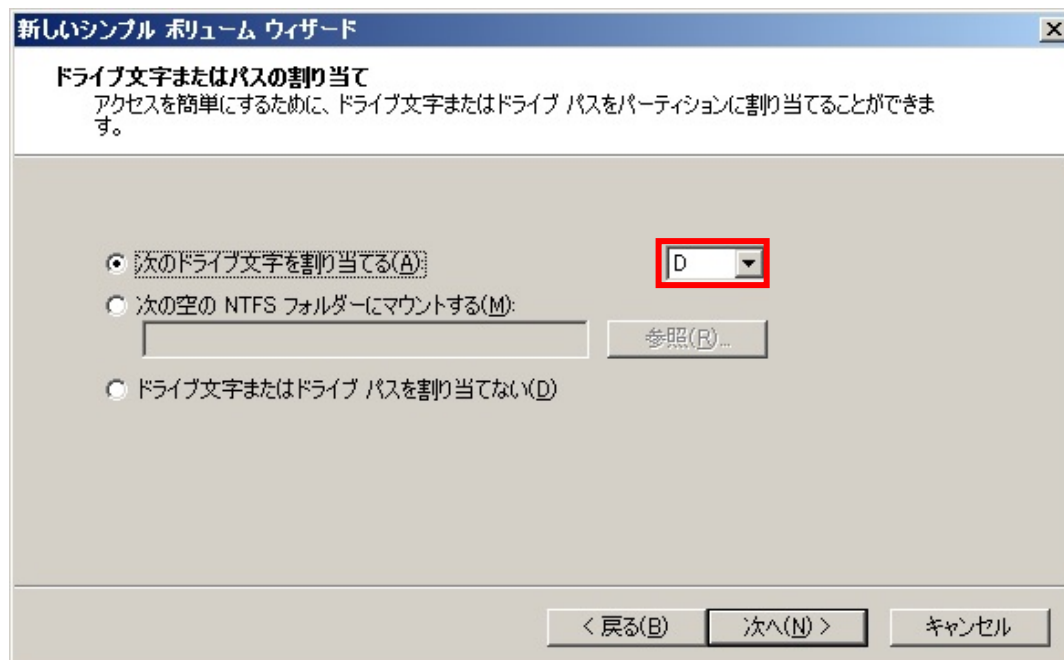 新しいシンプル ボリューム ウィザード
ドライブ文字またはパスの割り当て
アクセスを簡単にするために、ドライブ文字またはドライブ パスをパーティションに割り当てることができま
す。
次のドライブ文字を割り当てる(A): D
次の空の NTFS フォルダーにマウントする(M):
参照(R)...
ドライブ文字またはドライブ パスを割り当てない(D)
< 戻る(B) 次へ(N) > キャンセル